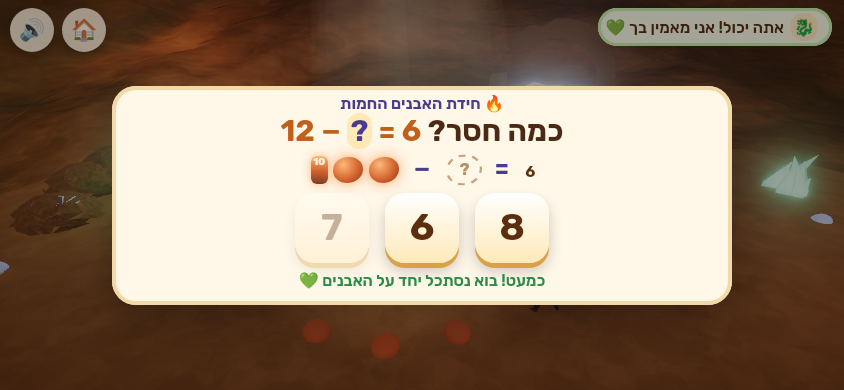 אתה יכול! אני מאמין בך 💚
🔥 חידת האבנים החמות
כמה חסר? 12 − ? = 6
10 − ? = 6
7 6 8
כמעט! בוא נסתכל יחד על האבנים 💚